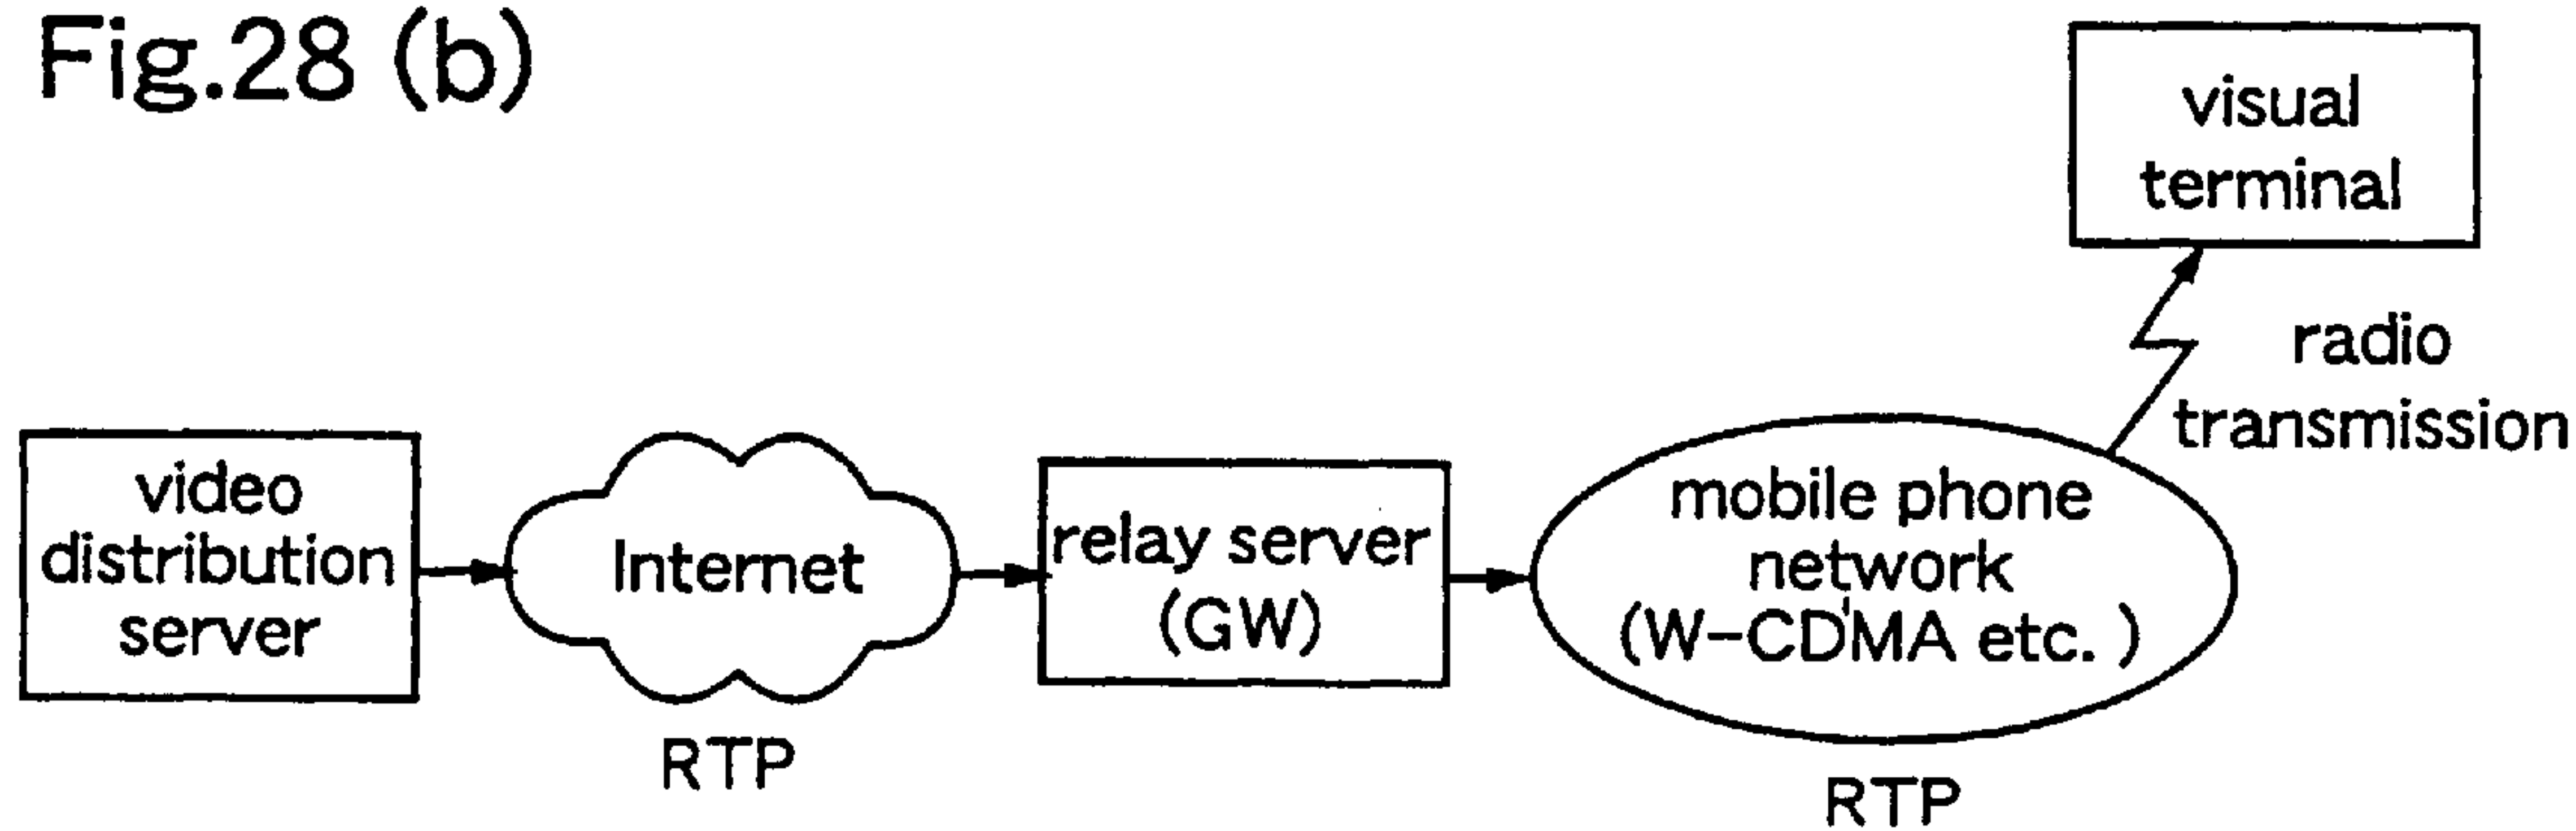 Fig.28 (b)
visual
terminal
radio
transmission
video
distribution
server
Internet
RTP
relay server
(GW)
mobile phone
network
(W-CDMA etc. )
RTP